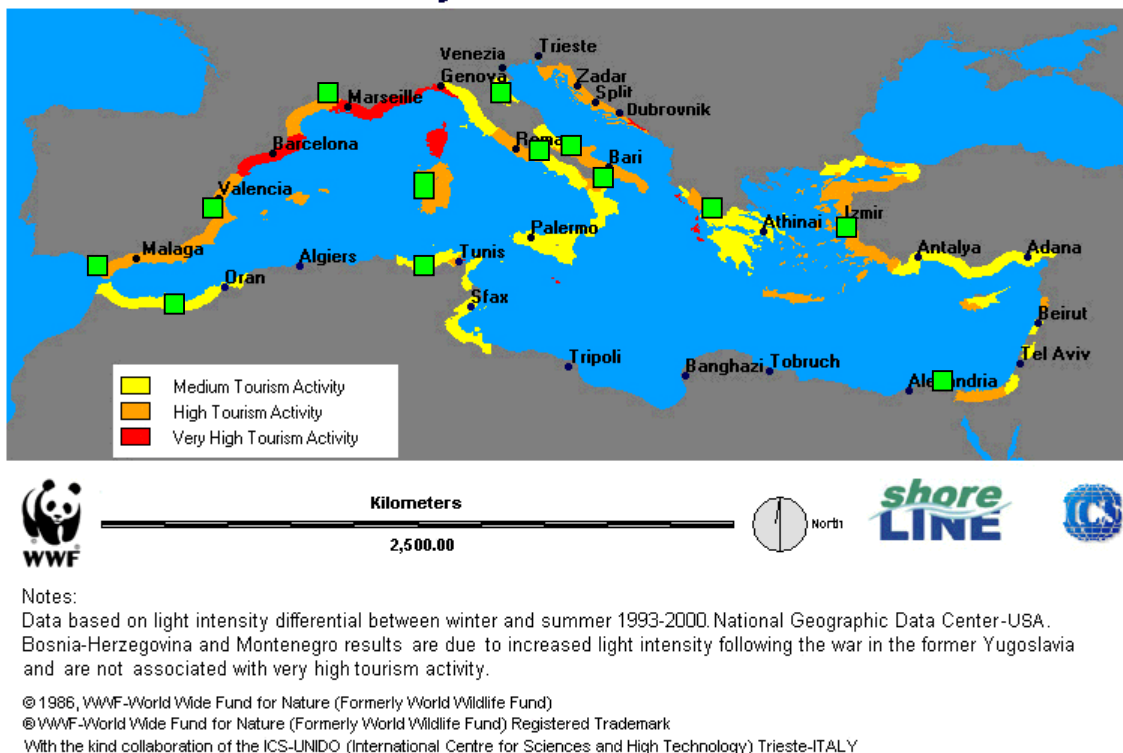 Venezia
Trieste
Genova
Zadar
Split
Marseille
Dubrovnik
Barcelona
Bari
Valencia
Izmir
Athinai
Palermo
Malaga
Algiers
Tunis
Antalya
Adana
Oran
Sfax
Beirut
Tripoli
Banghazi
Tobruch
Tel Aviv
Medium Tourism Activity
High Tourism Activity
Very High Tourism Activity
WWF
Kilometers
2,500.00
North
shore
LINE
ICS
Notes:
Data based on light intensity differential between winter and summer 1993-2000. National Geographic Data Center-USA.
Bosnia-Herzegovina and Montenegro results are due to increased light intensity following the war in the former Yugoslavia
and are not associated with very high tourism activity.
© 1986, WWF-World Wide Fund for Nature (Formerly World Wildlife Fund)
® WWF-World Wide Fund for Nature (Formerly World Wildlife Fund) Registered Trademark
With the kind collaboration of the ICS-UNIDO (International Centre for Sciences and High Technology) Trieste-ITALY